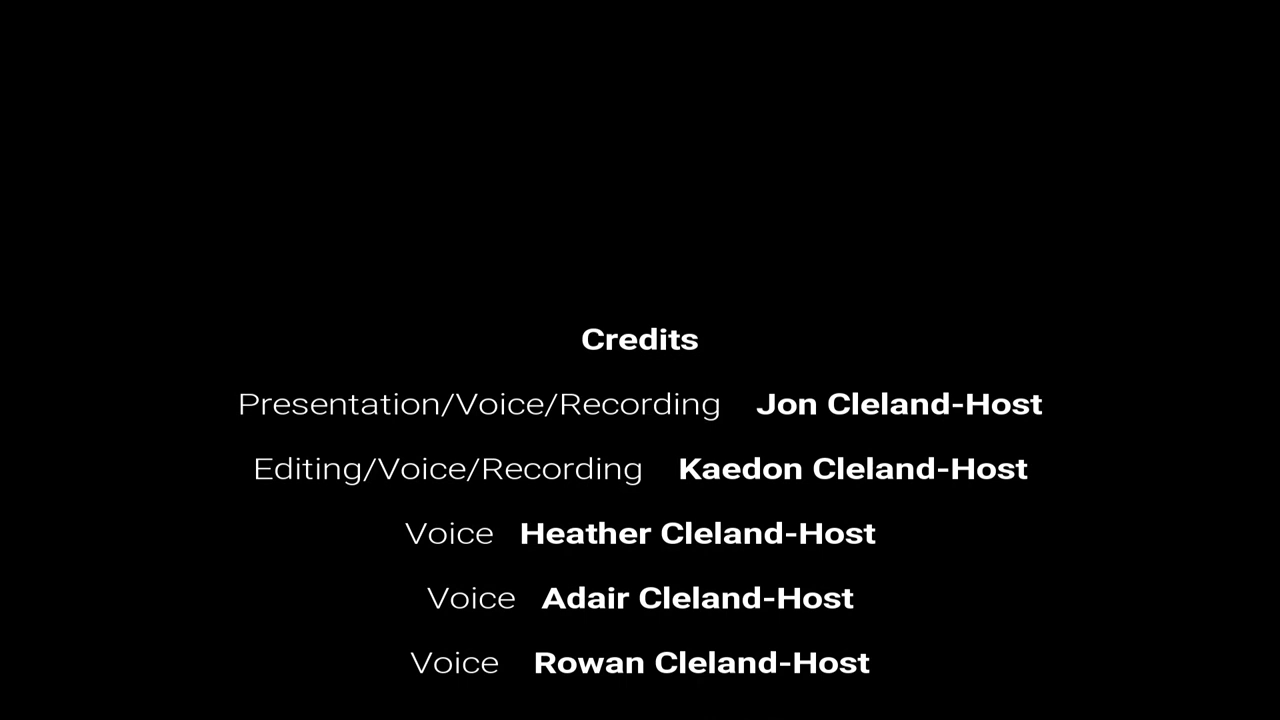 Credits
Presentation/Voice/Recording Jon Cleland-Host
Editing/Voice/Recording Kaedon Cleland-Host
Voice Heather Cleland-Host
Voice Adair Cleland-Host
Voice Rowan Cleland-Host